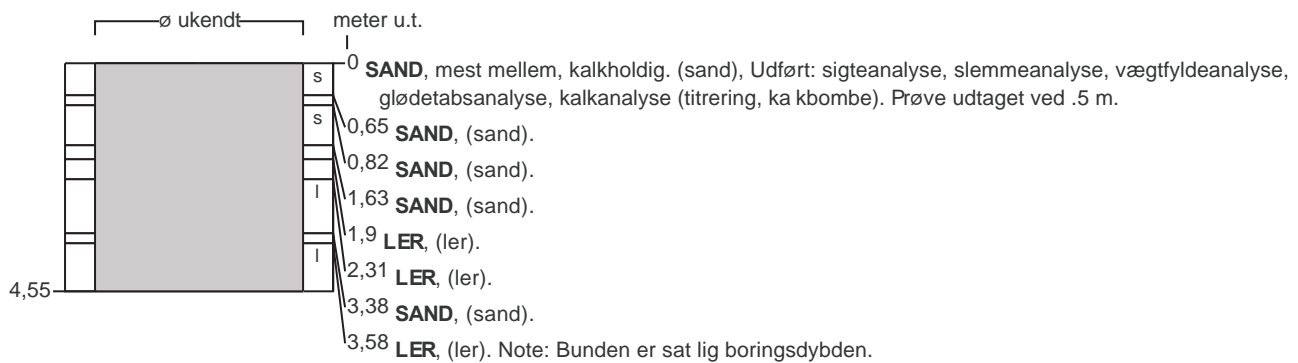 ø ukendt meter u.t.
s 0 SAND, mest mellem, kalkholdig. (sand), Udført: sigteanalyse, slemmeanalyse, vægtfyldeanalyse,
glødetabsanalyse, kalkanalyse (titrering, ka kbombe). Prøve udtaget ved .5 m.
s 0,65 SAND, (sand).
0,82 SAND, (sand).
l 1,63 SAND, (sand).
1,9 LER, (ler).
l 2,31 LER, (ler).
4,55 3,38 SAND, (sand).
3,58 LER, (ler). Note: Bunden er sat lig boringsdybden.